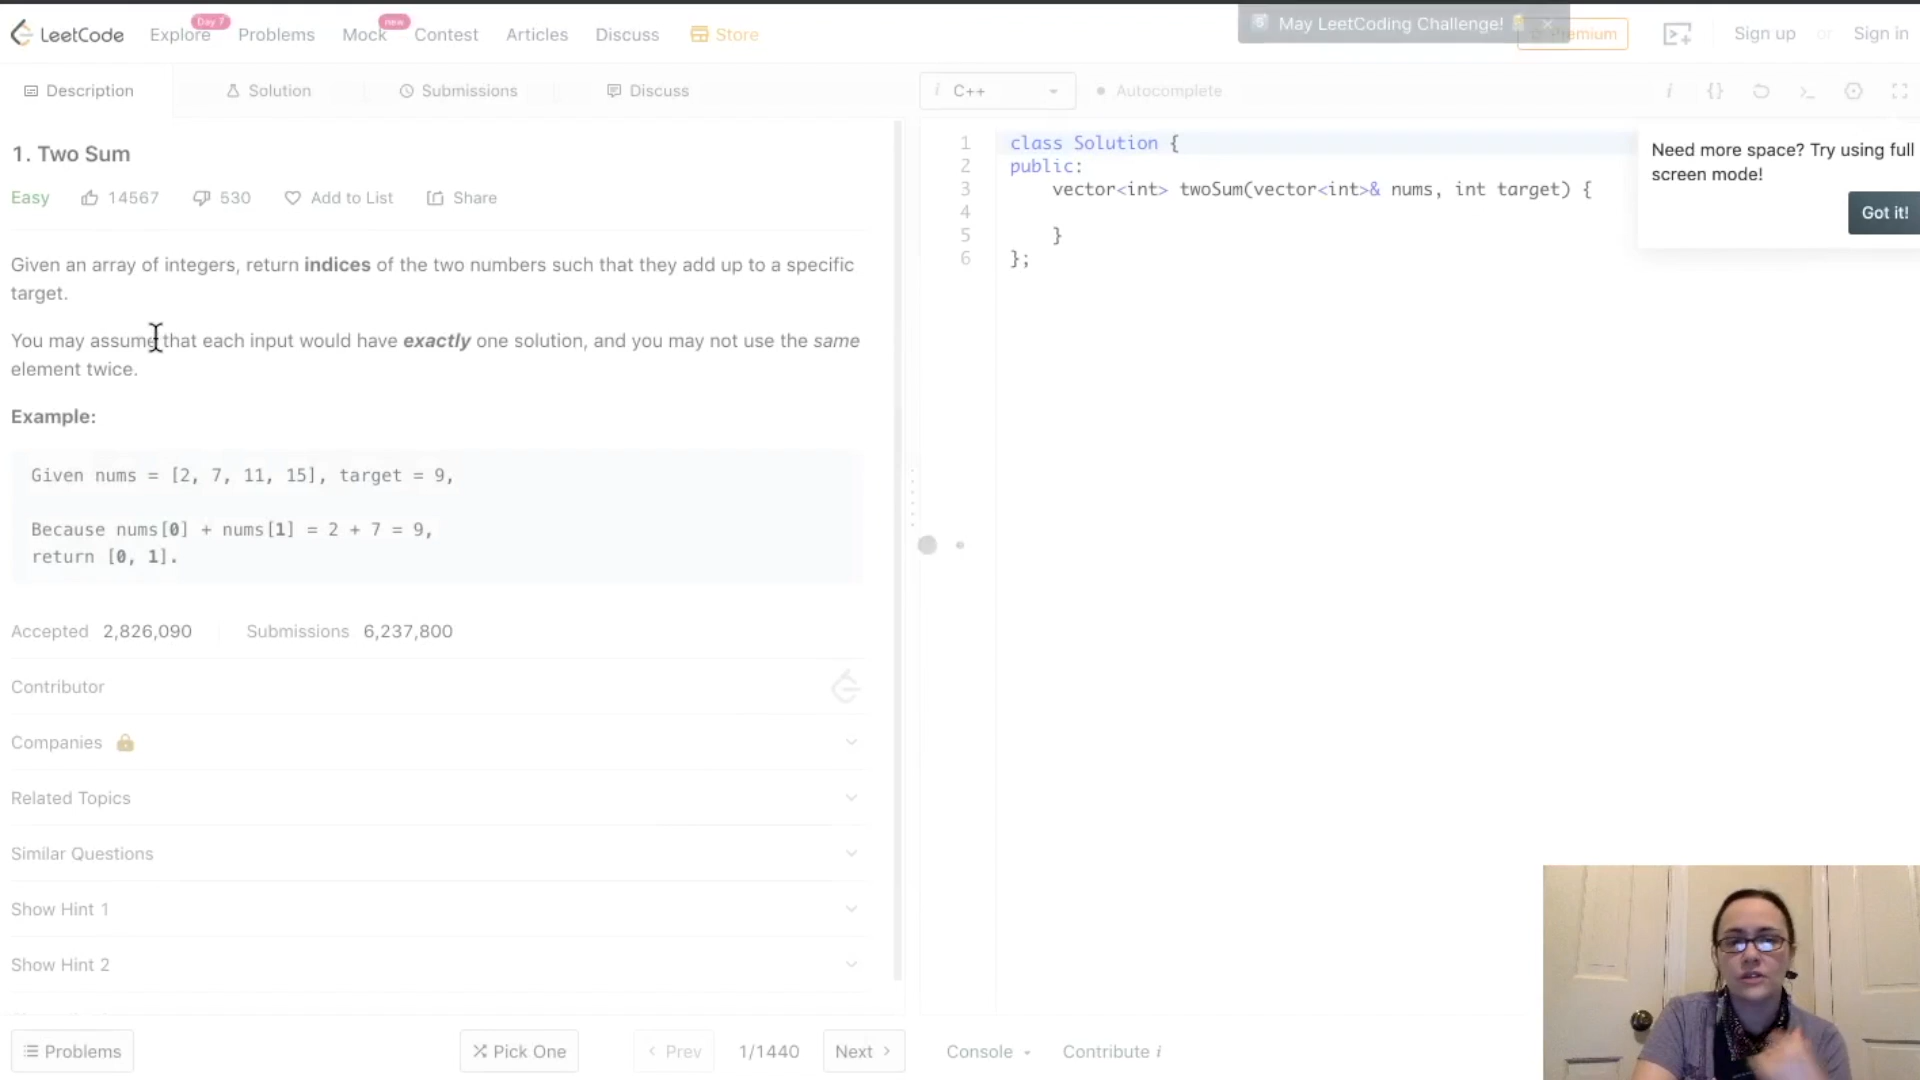 LeetCode
Explore
Day 7
Problems
Mock
new
Contest
Articles
Discuss
Store
May LeetCoding Challenge!
Premium
Sign up or Sign in
Description
Solution
Submissions
Discuss
i C++
Autocomplete
1. Two Sum
Easy 14567 530 Add to List Share
Given an array of integers, return indices of the two numbers such that they add up to a specific
target.
You may assume that each input would have exactly one solution, and you may not use the same
element twice.
Example:
Given nums = [2, 7, 11, 15], target = 9,
Because nums[0] + nums[1] = 2 + 7 = 9,
return [0, 1].
Accepted 2,826,090 Submissions 6,237,800
Contributor
Companies
Related Topics
Similar Questions
Show Hint 1
Show Hint 2
Problems
Pick One
Prev
1/1440
Next
1 class Solution {
2 public:
3 vector<int> twoSum(vector<int>& nums, int target) {
4
5 }
6 };
Need more space? Try using full
screen mode!
Got it!
Console
Contribute i